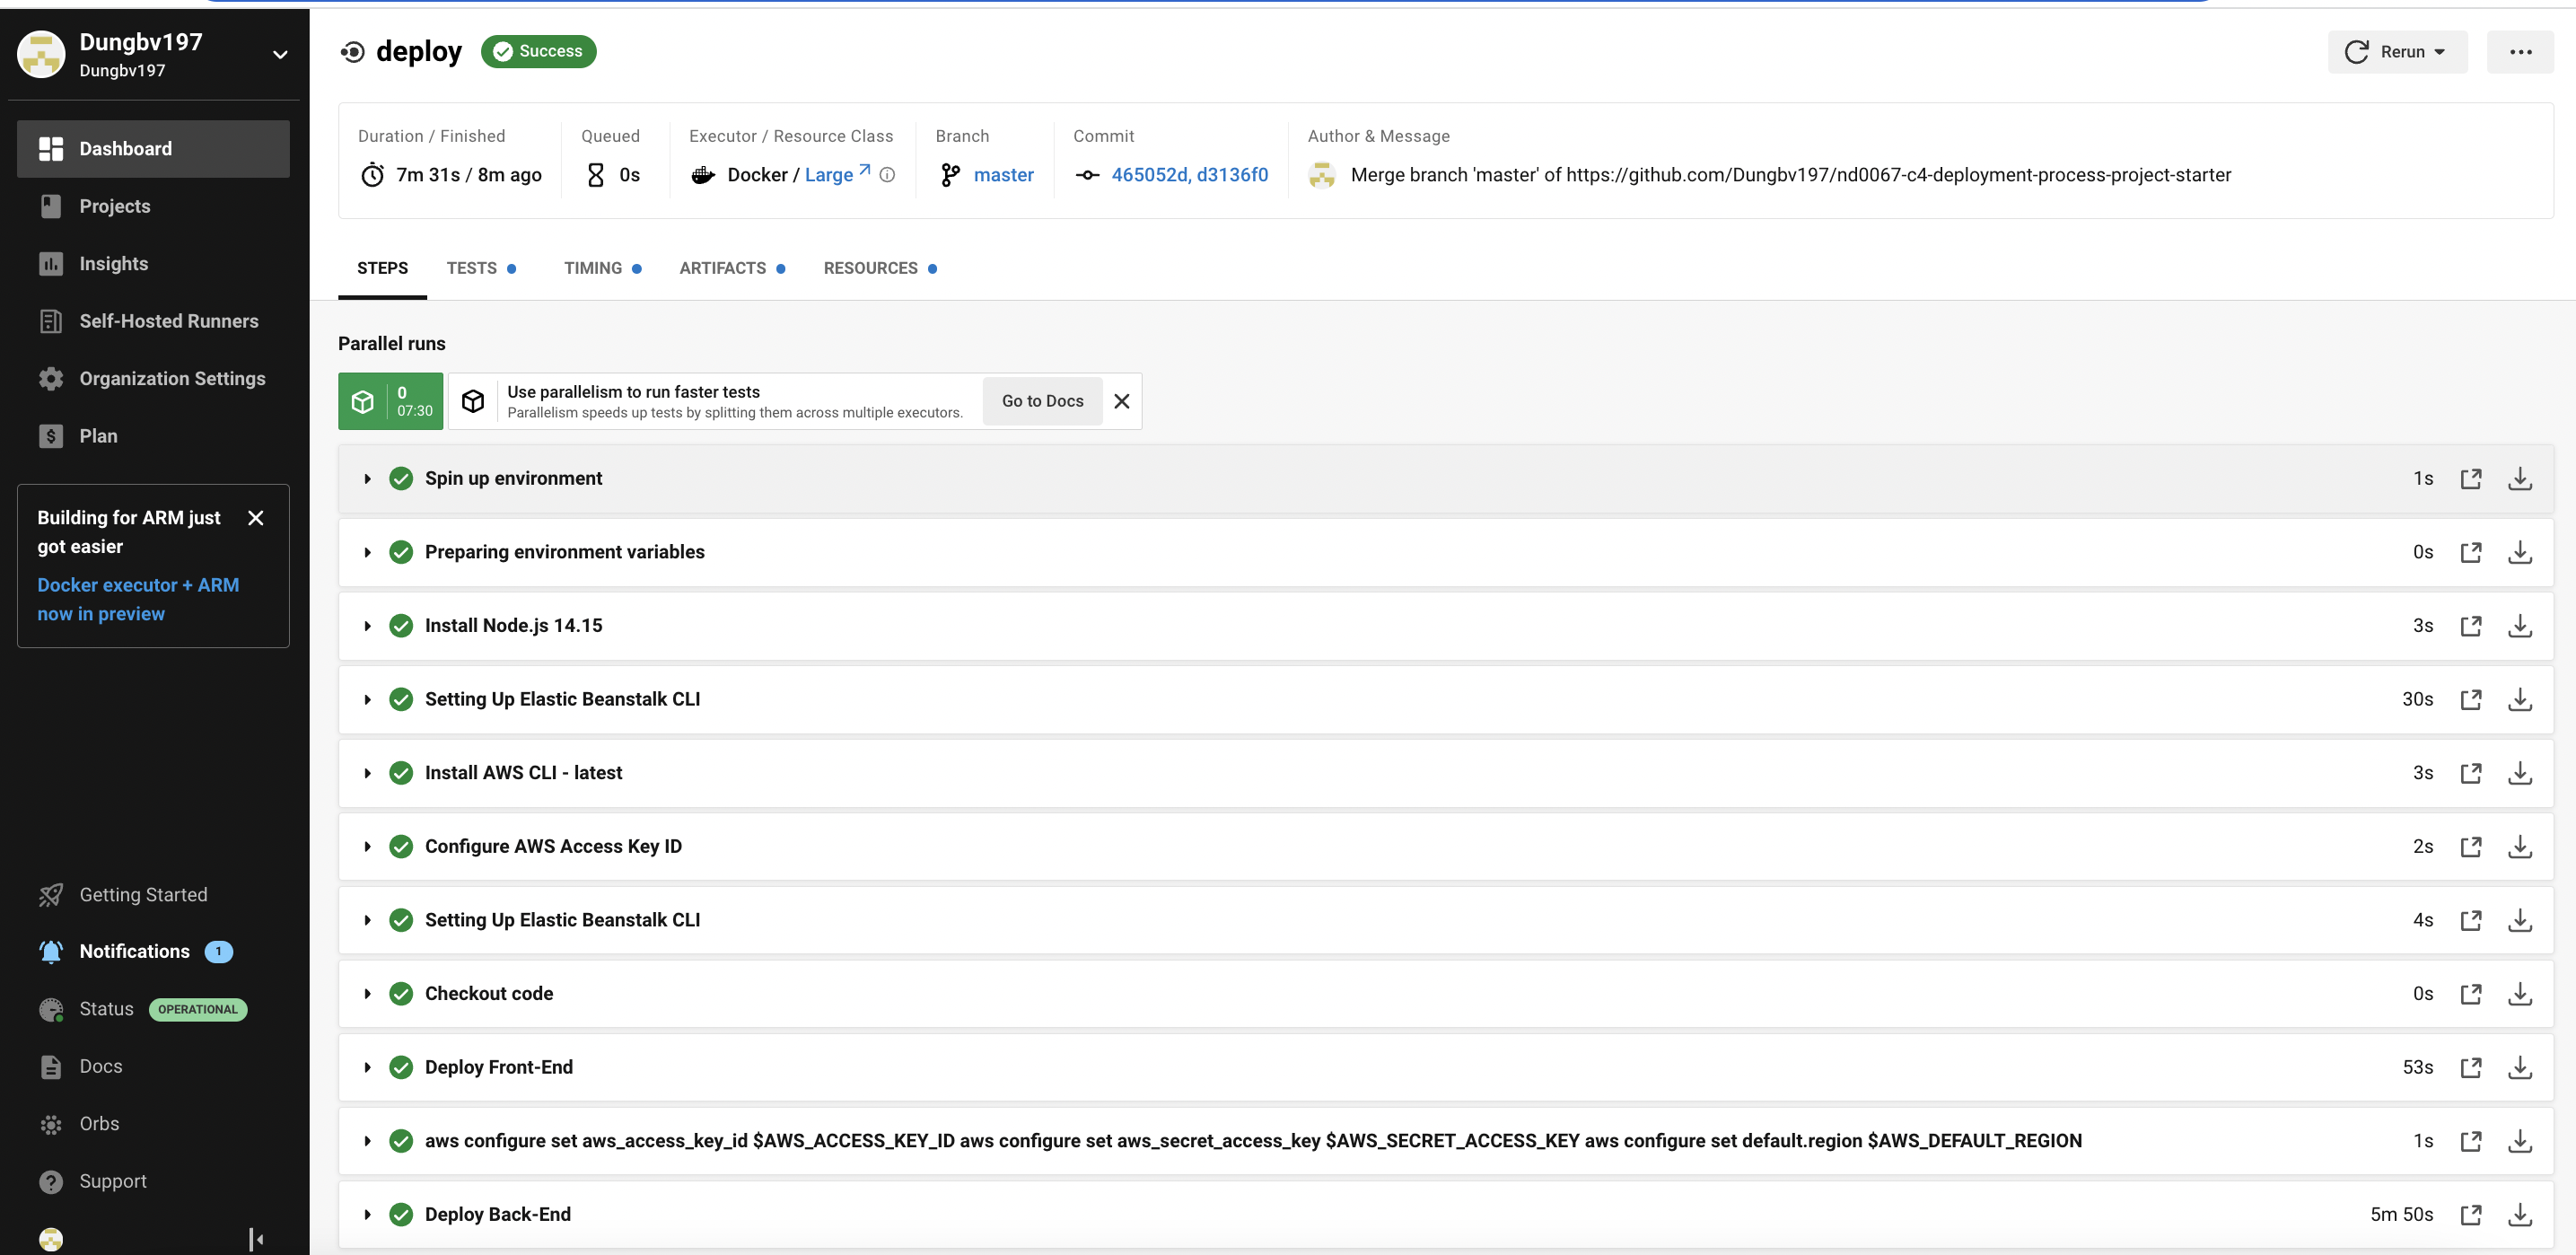 Dungbv197
Dungbv197
Dashboard
Projects
Insights
Self-Hosted Runners
Organization Settings
Plan
Building for ARM just
got easier
Docker executor + ARM
now in preview
Getting Started
Notifications 1
Status OPERATIONAL
Docs
Orbs
Support
deploy Success
Rerun
Duration / Finished
7m 31s / 8m ago
Queued
0s
Executor / Resource Class
Docker / Large
Branch
master
Commit
465052d, d3136f0
Author & Message
Merge branch 'master' of https://github.com/Dungbv197/nd0067-c4-deployment-process-project-starter
STEPS TESTS TIMING ARTIFACTS RESOURCES
Parallel runs
0
07:30
Use parallelism to run faster tests
Parallelism speeds up tests by splitting them across multiple executors.
Go to Docs
Spin up environment 1s
Preparing environment variables 0s
Install Node.js 14.15 3s
Setting Up Elastic Beanstalk CLI 30s
Install AWS CLI - latest 3s
Configure AWS Access Key ID 2s
Setting Up Elastic Beanstalk CLI 4s
Checkout code 0s
Deploy Front-End 53s
aws configure set aws_access_key_id $AWS_ACCESS_KEY_ID aws configure set aws_secret_access_key $AWS_SECRET_ACCESS_KEY aws configure set default.region $AWS_DEFAULT_REGION 1s
Deploy Back-End 5m 50s